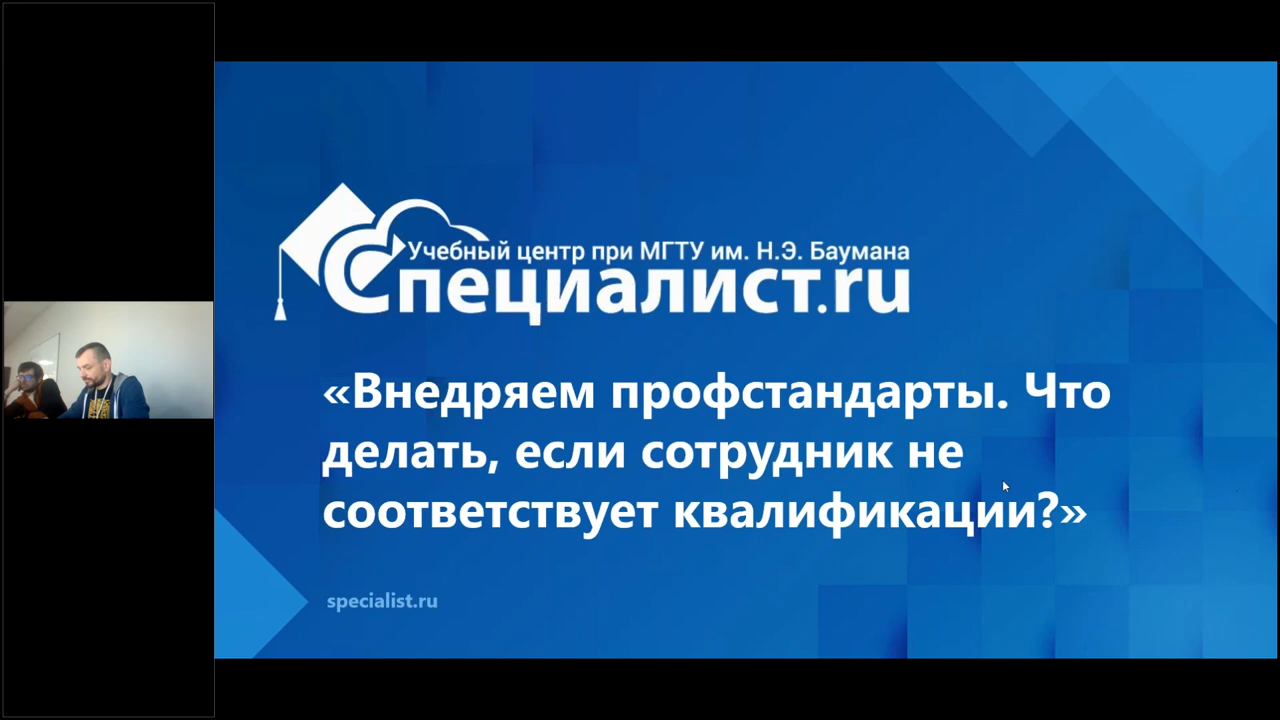 Учебный центр при МГТУ им. Н.Э. Баумана
Специалист.ru
«Внедряем профстандарты. Что
делать, если сотрудник не
соответствует квалификации?»
specialist.ru